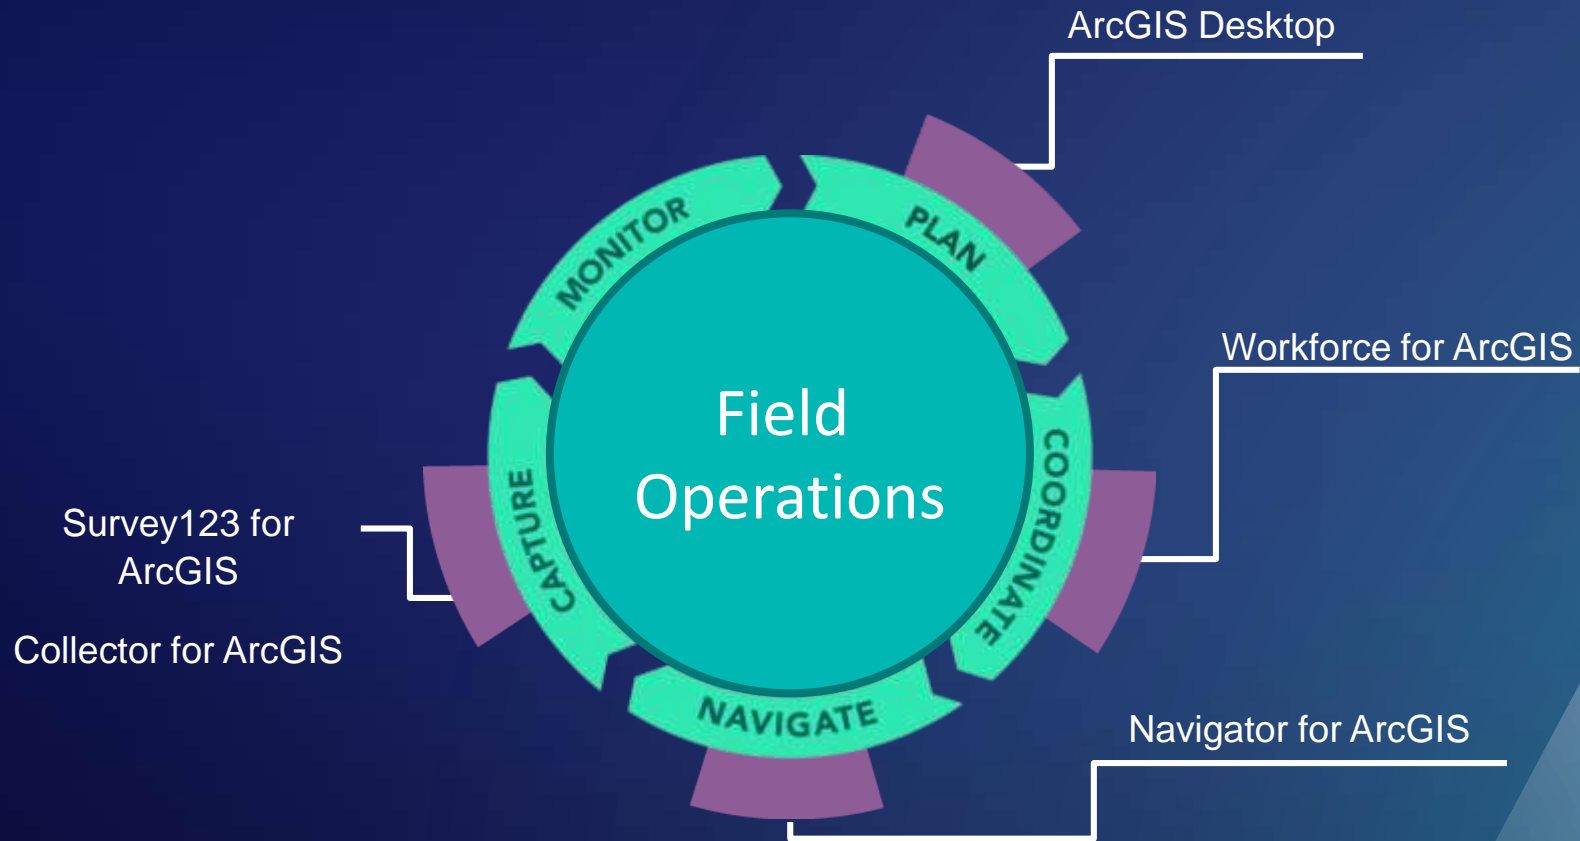 ArcGIS Desktop
MONITOR
PLAN
Workforce for ArcGIS
Field
Operations
COORDINATE
CAPTURE
Survey123 for
ArcGIS
Collector for ArcGIS
NAVIGATE
Navigator for ArcGIS